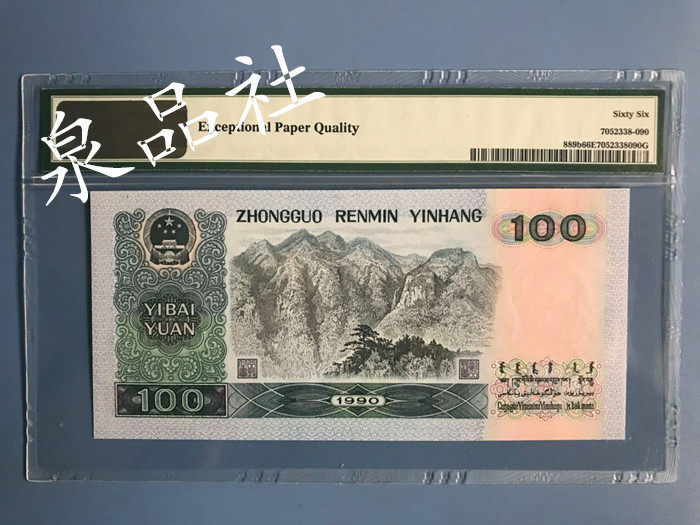 泉品社
Exceptional Paper Quality
Sixty Six
7052338-090
889b66E7052338090G
ZHONGGUO RENMIN YINHANG
100
YIBAI
YUAN
100
1990